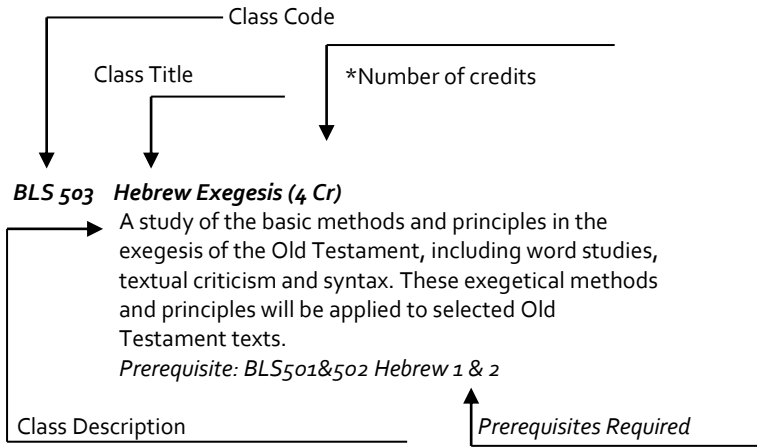 Class Code
Class Title
*Number of credits
BLS 503 Hebrew Exegesis (4 Cr)
A study of the basic methods and principles in the
exegesis of the Old Testament, including word studies,
textual criticism and syntax. These exegetical methods
and principles will be applied to selected Old
Testament texts.
Prerequisite: BLS501&502 Hebrew 1 & 2
Class Description
Prerequisites Required